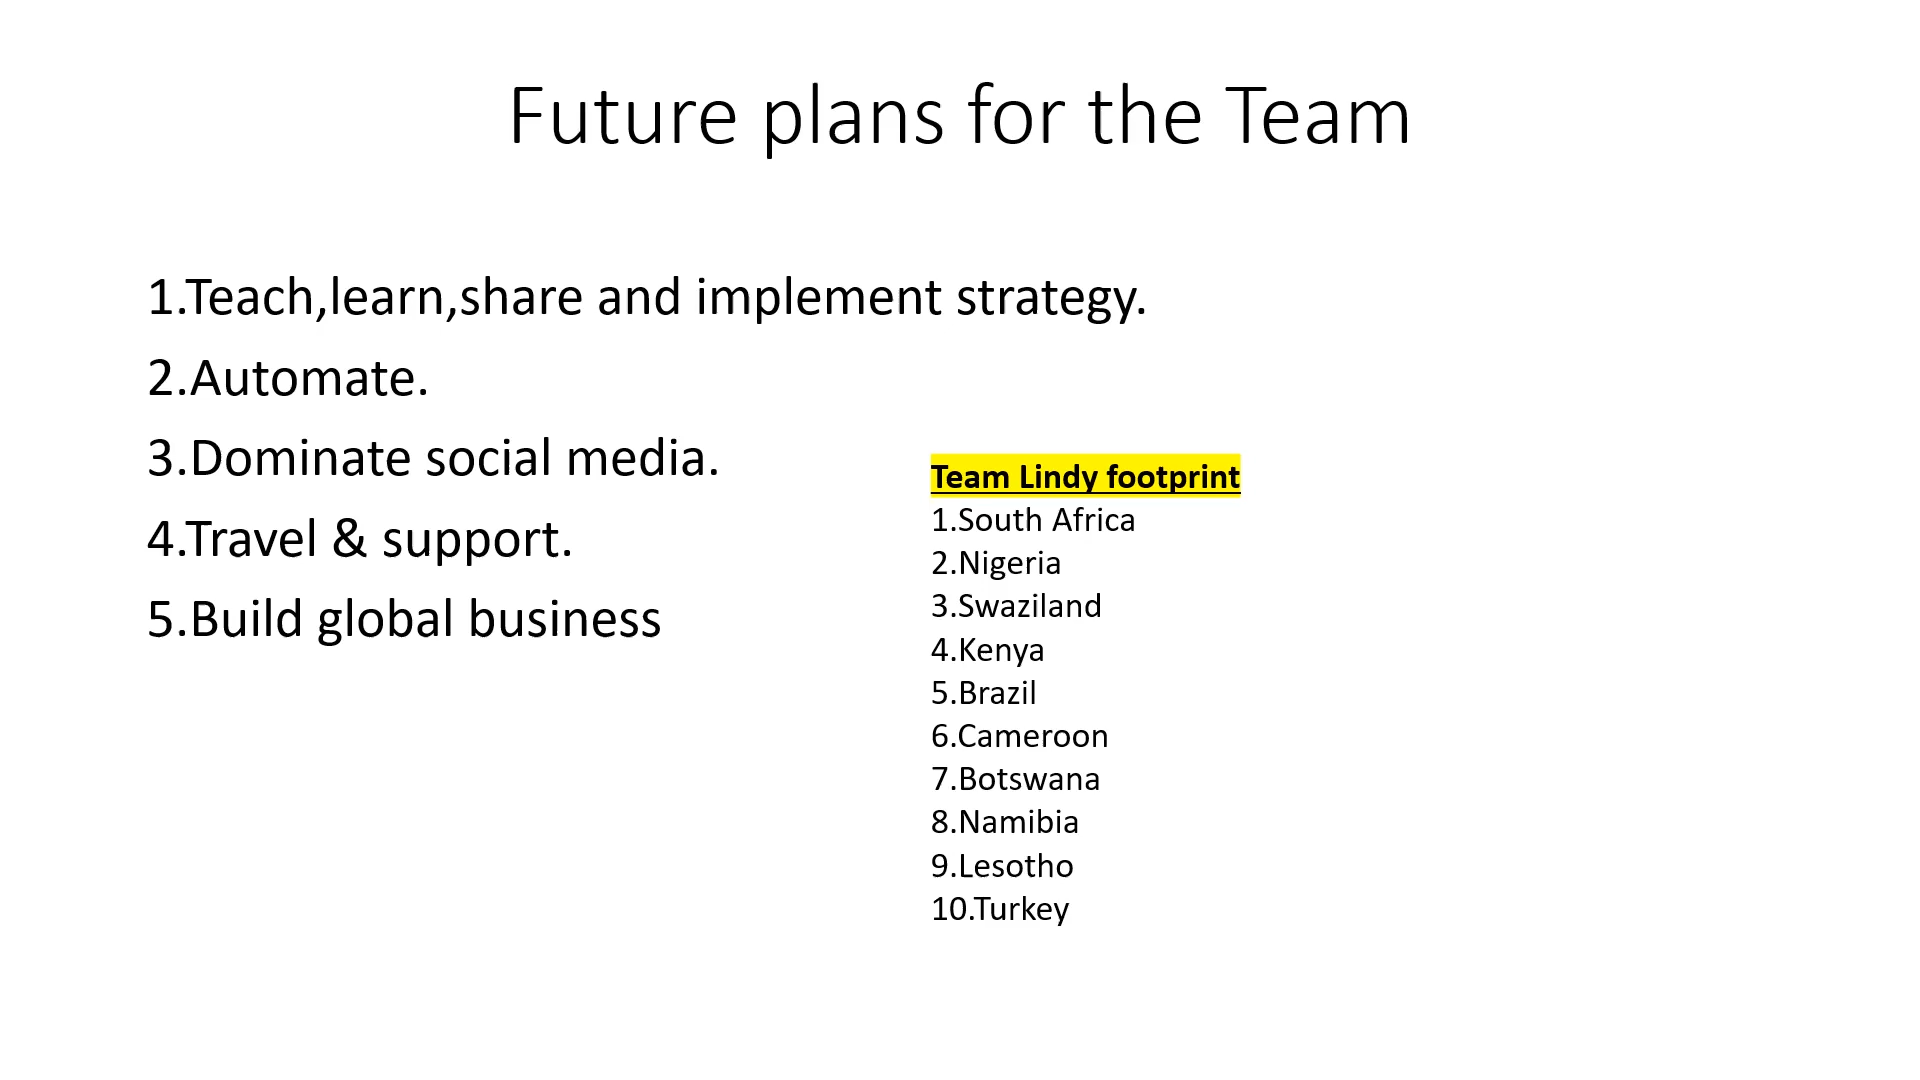 Future plans for the Team
1.Teach,learn,share and implement strategy.
2.Automate.
3.Dominate social media.
4.Travel & support.
5.Build global business
Team Lindy footprint
1.South Africa
2.Nigeria
3.Swaziland
4.Kenya
5.Brazil
6.Cameroon
7.Botswana
8.Namibia
9.Lesotho
10.Turkey